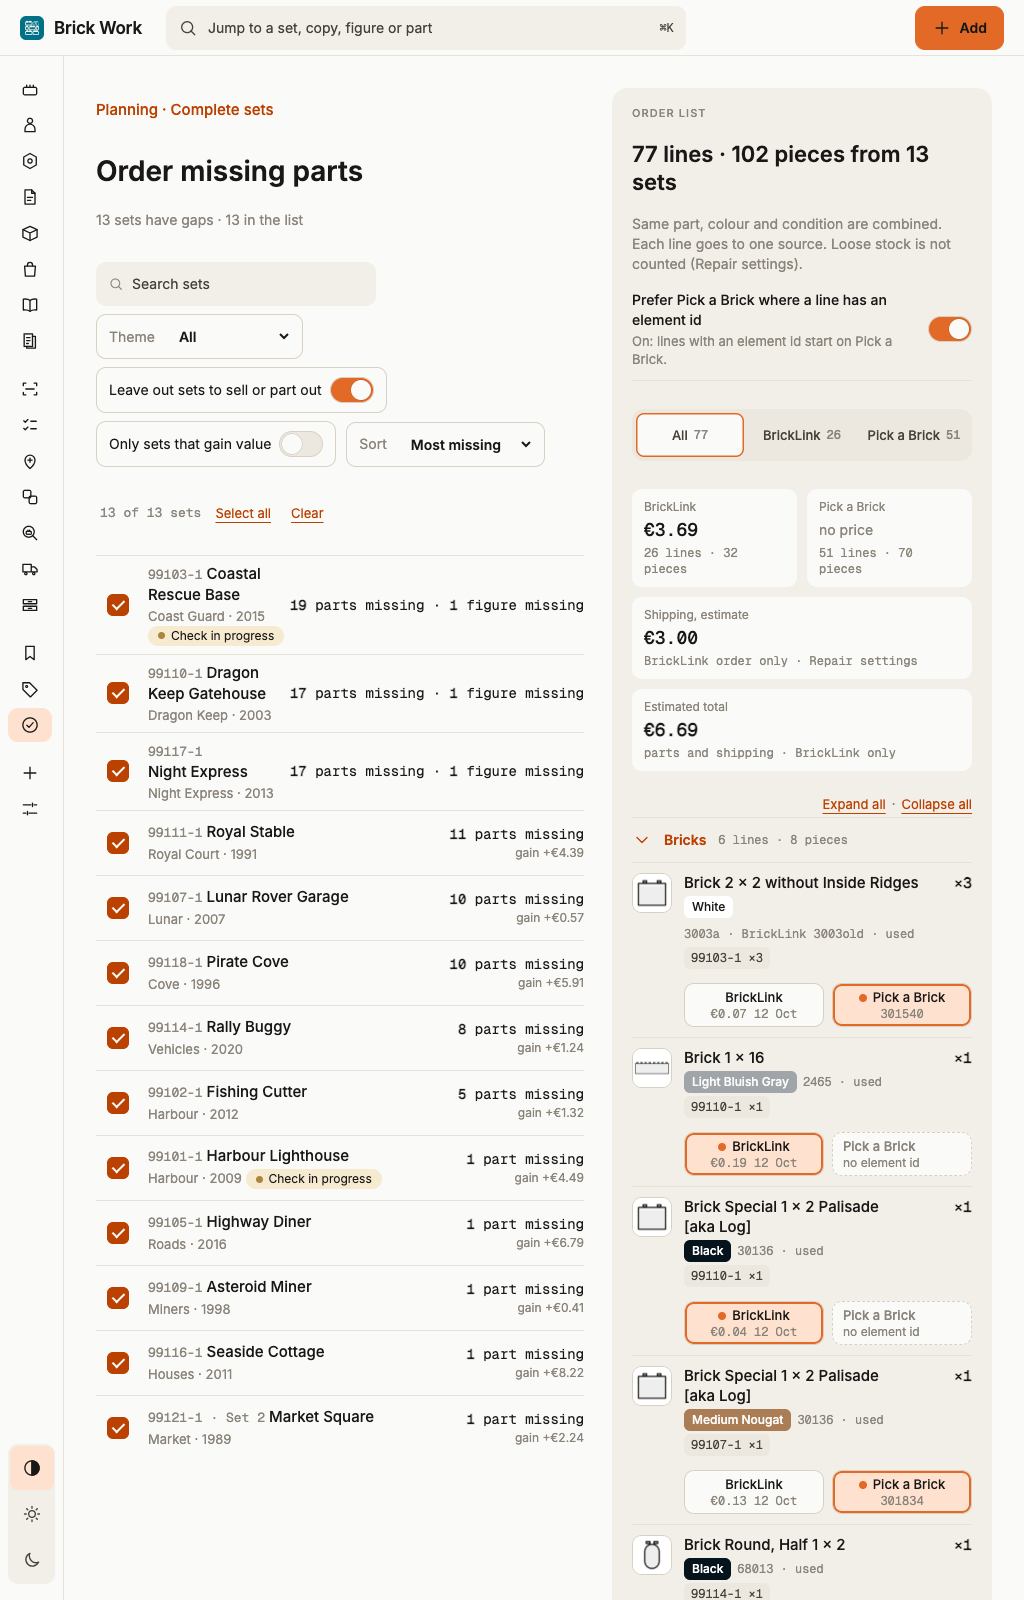 Brick Work
Jump to a set, copy, figure or part
⌘K
Add
Planning · Complete sets
Order missing parts
13 sets have gaps · 13 in the list
Search sets
Theme All
Leave out sets to sell or part out
Only sets that gain value
Sort Most missing
13 of 13 sets Select all Clear
99103-1 Coastal
Rescue Base
Coast Guard · 2015
Check in progress
19 parts missing · 1 figure missing
99110-1 Dragon
Keep Gatehouse
Dragon Keep · 2003
17 parts missing · 1 figure missing
99117-1
Night Express
Night Express · 2013
17 parts missing · 1 figure missing
99111-1 Royal Stable
Royal Court · 1991
11 parts missing
gain +€4.39
99107-1 Lunar Rover Garage
Lunar · 2007
10 parts missing
gain +€0.57
99118-1 Pirate Cove
Cove · 1996
10 parts missing
gain +€5.91
99114-1 Rally Buggy
Vehicles · 2020
8 parts missing
gain +€1.24
99102-1 Fishing Cutter
Harbour · 2012
5 parts missing
gain +€1.32
99101-1 Harbour Lighthouse
Harbour · 2009 Check in progress
1 part missing
gain +€4.49
99105-1 Highway Diner
Roads · 2016
1 part missing
gain +€6.79
99109-1 Asteroid Miner
Miners · 1998
1 part missing
gain +€0.41
99116-1 Seaside Cottage
Houses · 2011
1 part missing
gain +€8.22
99121-1 · Set 2 Market Square
Market · 1989
1 part missing
gain +€2.24
ORDER LIST
77 lines · 102 pieces from 13
sets
Same part, colour and condition are combined.
Each line goes to one source. Loose stock is not
counted (Repair settings).
Prefer Pick a Brick where a line has an
element id
On: lines with an element id start on Pick a
Brick.
All 77
BrickLink 26
Pick a Brick 51
BrickLink
€3.69
26 lines · 32
pieces
Pick a Brick
no price
51 lines · 70
pieces
Shipping, estimate
€3.00
BrickLink order only · Repair settings
Estimated total
€6.69
parts and shipping · BrickLink only
Expand all · Collapse all
Bricks 6 lines · 8 pieces
Brick 2 × 2 without Inside Ridges ×3
White
3003a · BrickLink 3003old · used
99103-1 ×3
BrickLink
€0.07 12 Oct
Pick a Brick
301540
Brick 1 × 16 ×1
Light Bluish Gray 2465 · used
99110-1 ×1
BrickLink
€0.19 12 Oct
Pick a Brick
no element id
Brick Special 1 × 2 Palisade ×1
[aka Log]
Black 30136 · used
99110-1 ×1
BrickLink
€0.04 12 Oct
Pick a Brick
no element id
Brick Special 1 × 2 Palisade ×1
[aka Log]
Medium Nougat 30136 · used
99107-1 ×1
BrickLink
€0.13 12 Oct
Pick a Brick
301834
Brick Round, Half 1 × 2 ×1
Black 68013 · used
99114-1 ×1